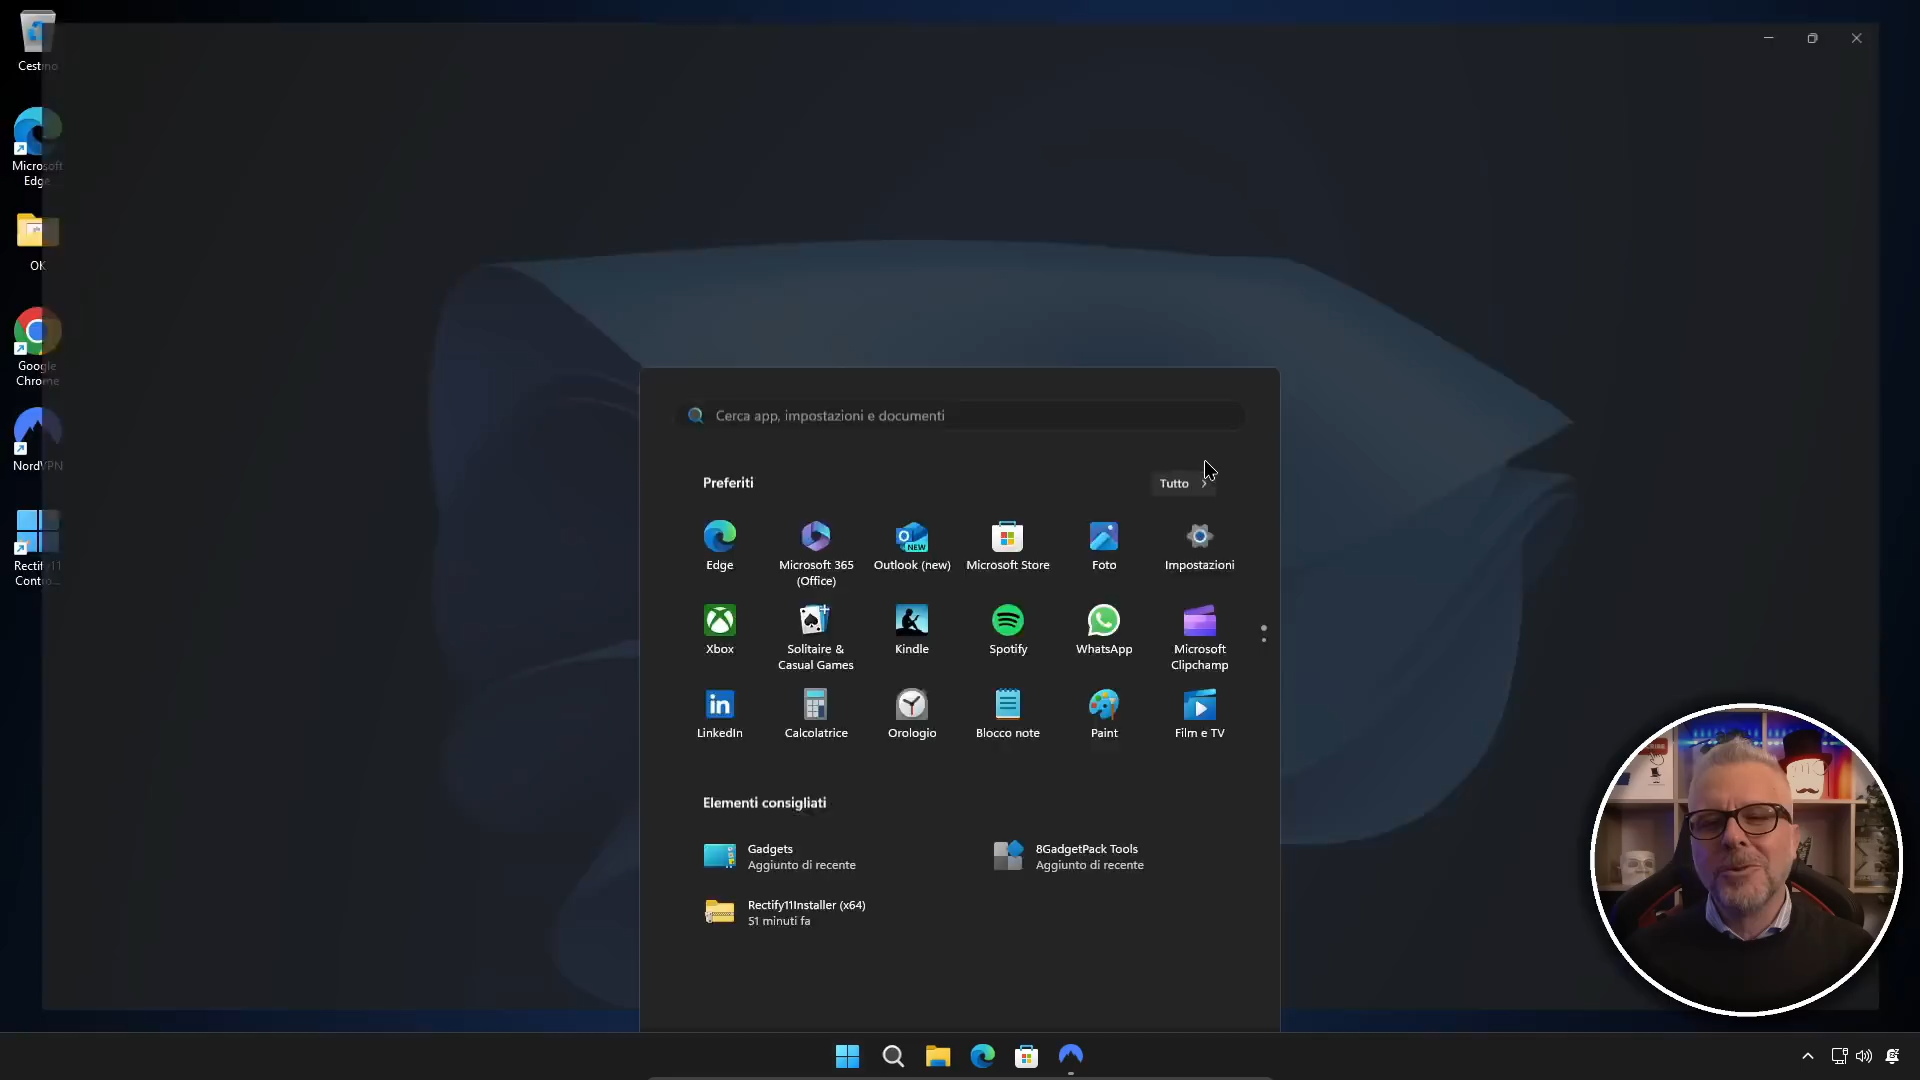 Cestino
Microsoft
Edge
OK
Google
Chrome
NordVPN
Rectify11
Contro...
Cerca app, impostazioni e documenti
Preferiti
Tutto
Edge
Microsoft 365
(Office)
Outlook (new)
NEW
Microsoft Store
Foto
Impostazioni
Xbox
Solitaire &
Casual Games
Kindle
Spotify
WhatsApp
Microsoft
Clipchamp
LinkedIn
Calcolatrice
Orologio
Blocco note
Paint
Film e TV
Elementi consigliati
Gadgets
Aggiunto di recente
8GadgetPack Tools
Aggiunto di recente
Rectify11Installer (x64)
51 minuti fa